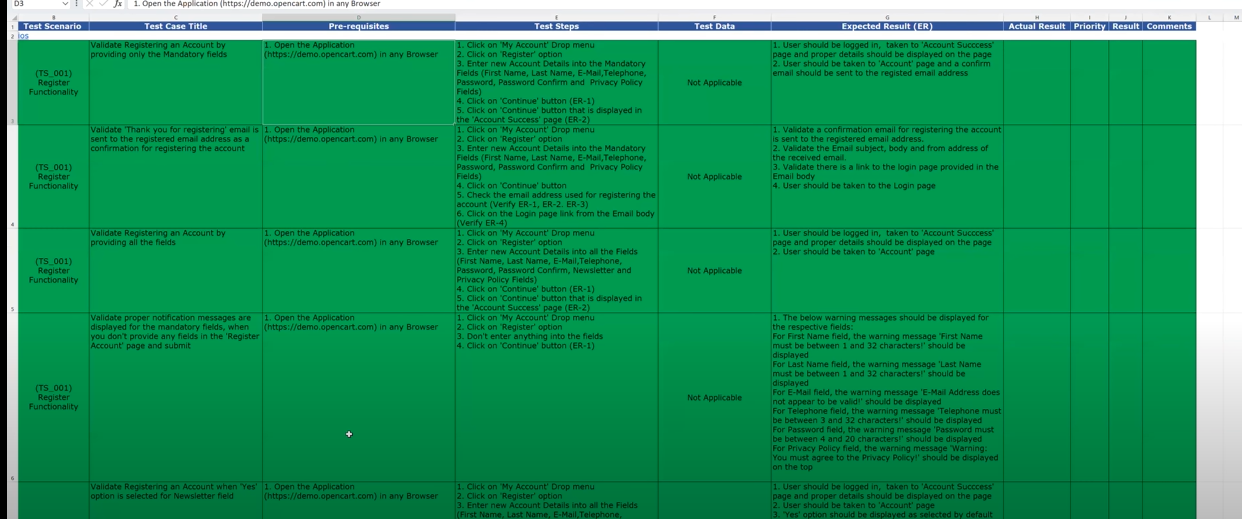 D3
fx
1. Open the Application (https://demo.opencart.com) in any Browser
B C D E F G H I J K L M
1 Test Scenario Test Case Title Pre-requisites Test Steps Test Data Expected Result (ER) Actual Result Priority Result Comments
2
3
(TS_001)
Register
Functionality
Validate Registering an Account by
providing only the Mandatory fields
1. Open the Application
(https://demo.opencart.com) in any Browser
1. Click on 'My Account' Drop menu
2. Click on 'Register' option
3. Enter new Account Details into the Mandatory
Fields (First Name, Last Name, E-Mail,Telephone,
Password, Password Confirm and  Privacy Policy
Fields)
4. Click on 'Continue' button (ER-1)
5. Click on 'Continue' button that is displayed in
the 'Account Success' page (ER-2)
Not Applicable
1. User should be logged in,  taken to 'Account Succcess'
page and proper details should be displayed on the page
2. User should be taken to 'Account' page and a confirm
email should be sent to the registed email address
4
(TS_001)
Register
Functionality
Validate 'Thank you for registering' email is
sent to the registered email address as a
confirmation for registering the account
1. Open the Application
(https://demo.opencart.com) in any Browser
1. Click on 'My Account' Drop menu
2. Click on 'Register' option
3. Enter new Account Details into the Mandatory
Fields (First Name, Last Name, E-Mail,Telephone,
Password, Password Confirm and  Privacy Policy
Fields)
4. Click on 'Continue' button
5. Check the email address used for registering the
account (Verify ER-1, ER-2. ER-3)
6. Click on the Login page link from the Email body
(Verify ER-4)
Not Applicable
1. Validate a confirmation email for registering the account
is sent to the registered email address.
2. Validate the Email subject, body and from address of
the received email.
3. Validate there is a link to the login page provided in the
Email body
4. User should be taken to the Login page
5
(TS_001)
Register
Functionality
Validate Registering an Account by
providing all the fields
1. Open the Application
(https://demo.opencart.com) in any Browser
1. Click on 'My Account' Drop menu
2. Click on 'Register' option
3. Enter new Account Details into all the Fields
(First Name, Last Name, E-Mail,Telephone,
Password, Password Confirm, Newsletter and
Privacy Policy Fields)
4. Click on 'Continue' button (ER-1)
5. Click on 'Continue' button that is displayed in
the 'Account Success' page (ER-2)
Not Applicable
1. User should be logged in,  taken to 'Account Succcess'
page and proper details should be displayed on the page
2. User should be taken to 'Account' page
6
(TS_001)
Register
Functionality
Validate proper notification messages are
displayed for the mandatory fields, when
you don't provide any fields in the 'Register
Account' page and submit
1. Open the Application
(https://demo.opencart.com) in any Browser
1. Click on 'My Account' Drop menu
2. Click on 'Register' option
3. Don't enter anything into the fields
4. Click on 'Continue' button (ER-1)
Not Applicable
1. The below warning messages should be displayed for
the respective fields:
For First Name field, the warning message 'First Name
must be between 1 and 32 characters!' should be
displayed
For Last Name field, the warning message 'Last Name
must be between 1 and 32 characters!' should be
displayed
For E-Mail field, the warning message 'E-Mail Address does
not appear to be valid!' should be displayed
For Telephone field, the warning message 'Telephone must
be between 3 and 32 characters!' should be displayed
For Password field, the warning message 'Password must
be between 4 and 20 characters!' should be displayed
For Privacy Policy field, the warning message 'Warning:
You must agree to the Privacy Policy!' should be displayed
on the top
Validate Registering an Account when 'Yes'
option is selected for Newsletter field
1. Open the Application
(https://demo.opencart.com) in any Browser
1. Click on 'My Account' Drop menu
2. Click on 'Register' option
3. Enter new Account Details into all the Fields
(First Name, Last Name, E-Mail,Telephone,
1. User should be logged in,  taken to 'Account Succcess'
page and proper details should be displayed on the page
2. User should be taken to 'Account' page
3. 'Yes' option should be displayed as selected by default